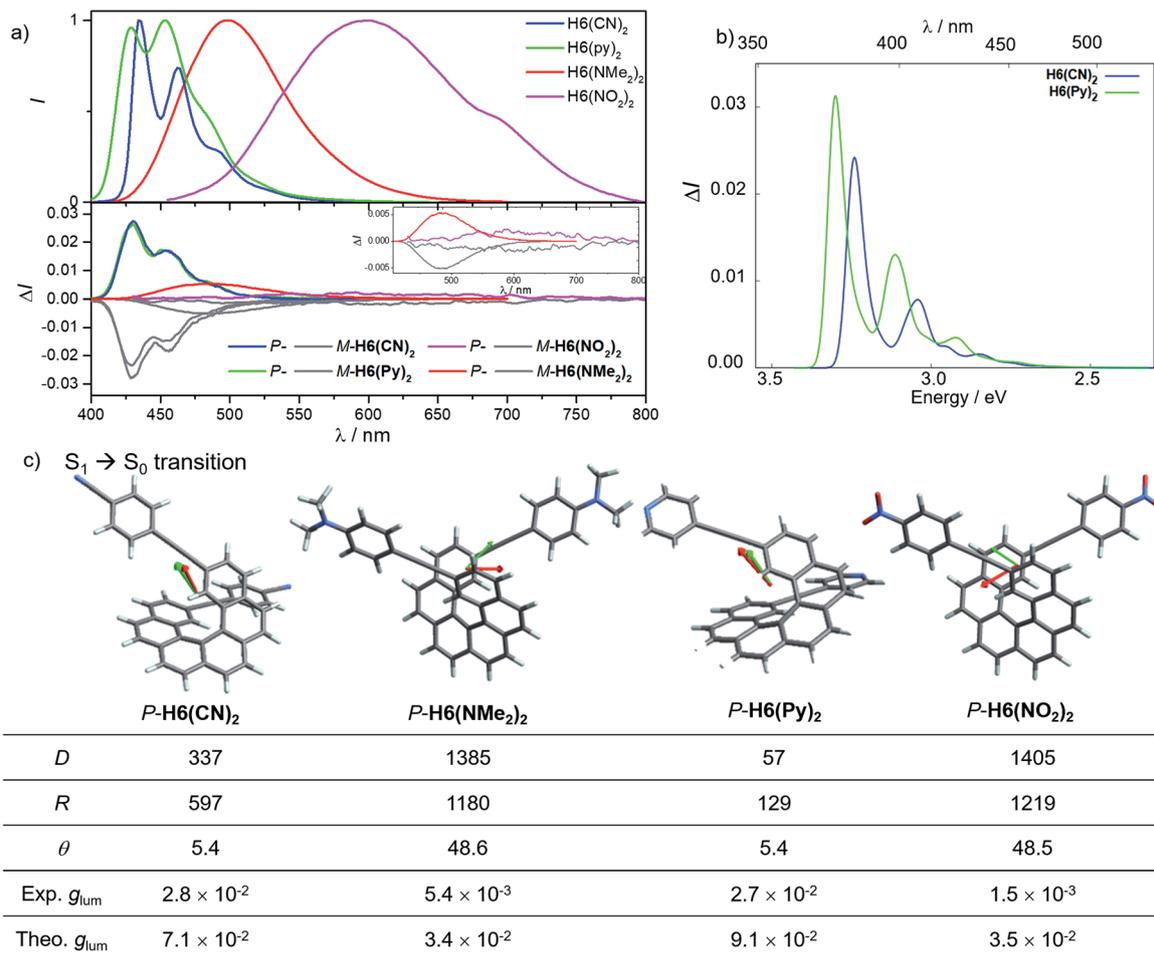 a)
1
0
I
H6(CN)₂
H6(py)₂
H6(NMe₂)₂
H6(NO₂)₂
0.03
0.02
0.01
0.00
-0.01
-0.02
-0.03
ΔI
0.005
0.000
-0.005
ΔI
500 600 700 800
λ / nm
P- M-H6(CN)₂ P- M-H6(NO₂)₂
P- M-H6(Py)₂ P- M-H6(NMe₂)₂
400 450 500 550 600 650 700 750 800
λ / nm
b)
λ / nm
350 400 450 500
H6(CN)₂
H6(Py)₂
0.03
0.02
0.01
0.00
ΔI
3.5 3.0 2.5
Energy / eV
c) S₁ → S₀ transition
P-H6(CN)₂ P-H6(NMe₂)₂ P-H6(Py)₂ P-H6(NO₂)₂
D 337 1385 57 1405
R 597 1180 129 1219
θ 5.4 48.6 5.4 48.5
Exp. g_lum 2.8 × 10⁻² 5.4 × 10⁻³ 2.7 × 10⁻² 1.5 × 10⁻³
Theo. g_lum 7.1 × 10⁻² 3.4 × 10⁻² 9.1 × 10⁻² 3.5 × 10⁻²